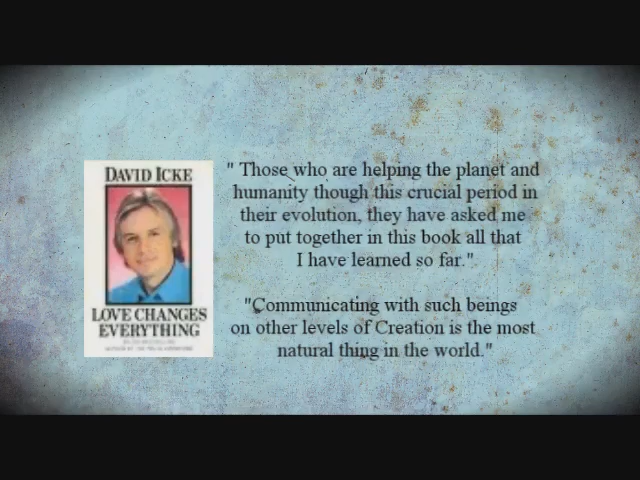 DAVID ICKE
LOVE CHANGES
EVERYTHING
" Those who are helping the planet and
humanity though this crucial period in
their evolution, they have asked me
to put together in this book all that
I have learned so far."
"Communicating with such beings
on other levels of Creation is the most
natural thing in the world."